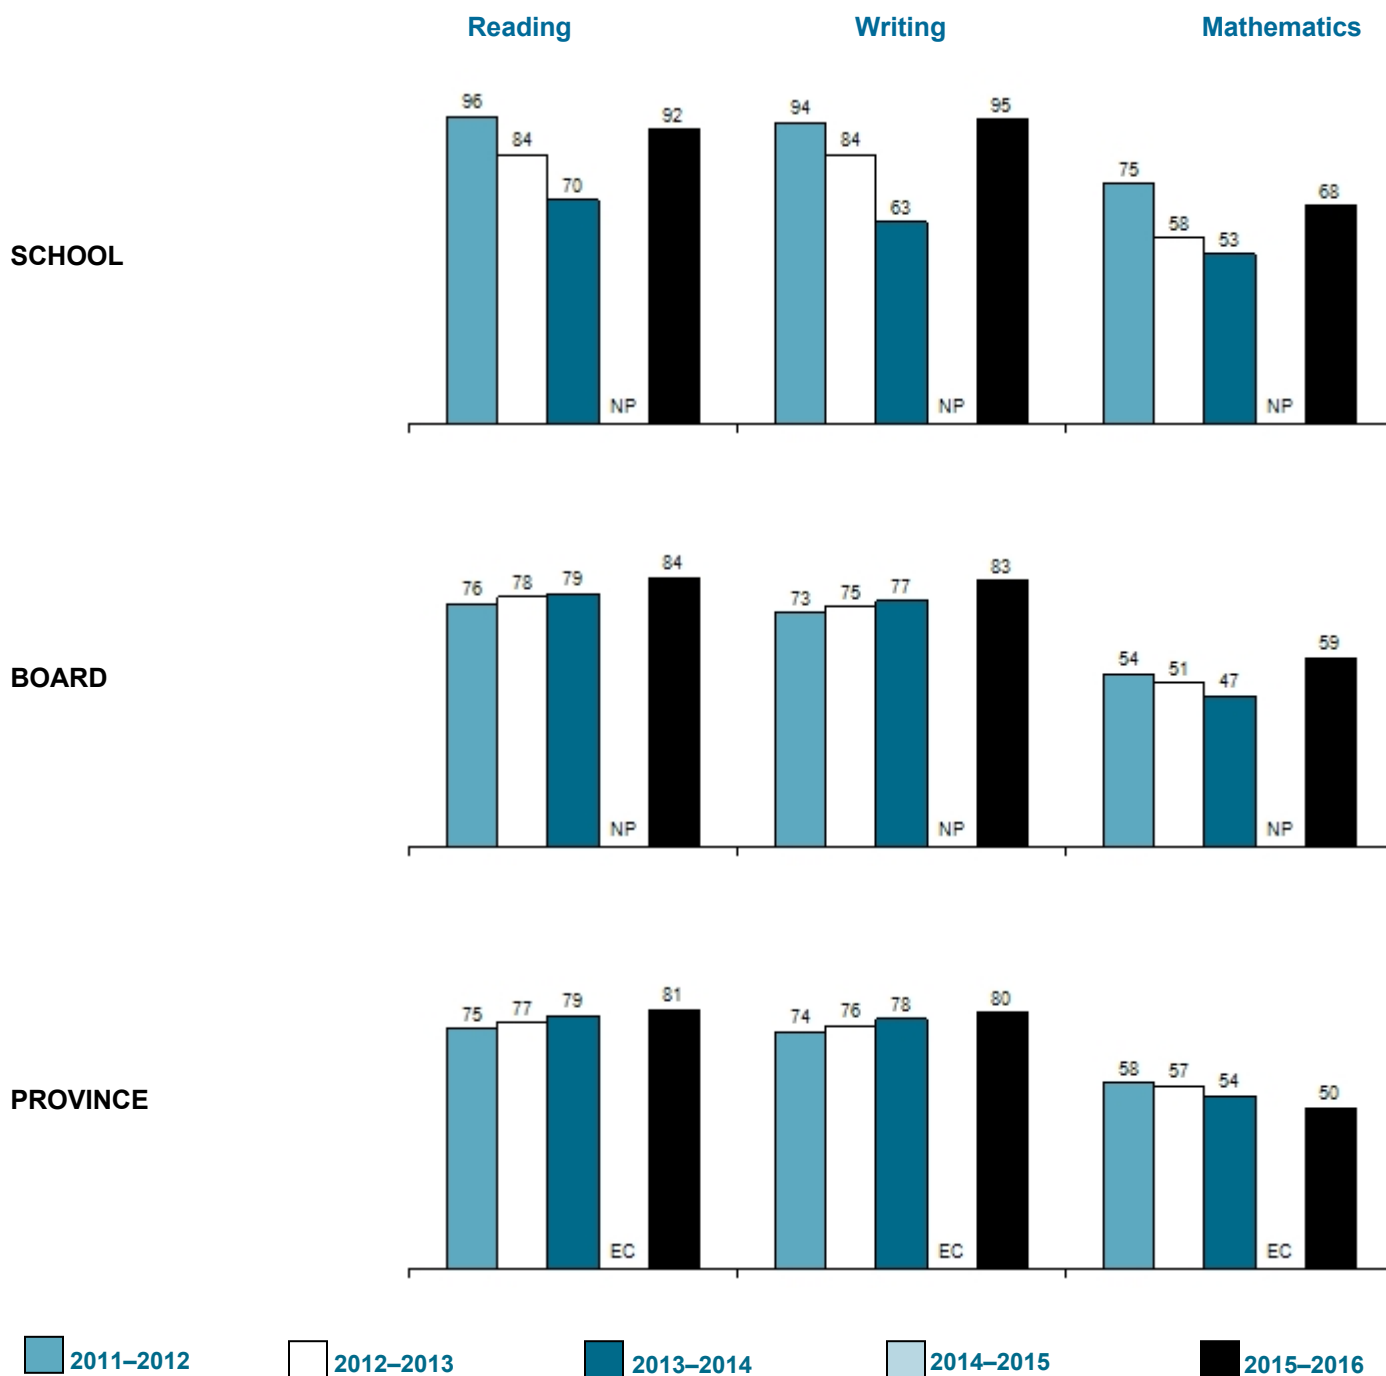 Reading Writing Mathematics
SCHOOL
96 84 70 NP 92
94 84 63 NP 95
75 58 53 NP 68
BOARD
76 78 79 NP 84
73 75 77 NP 83
54 51 47 NP 59
PROVINCE
75 77 79 EC 81
74 76 78 EC 80
58 57 54 EC 50
2011–2012 2012–2013 2013–2014 2014–2015 2015–2016